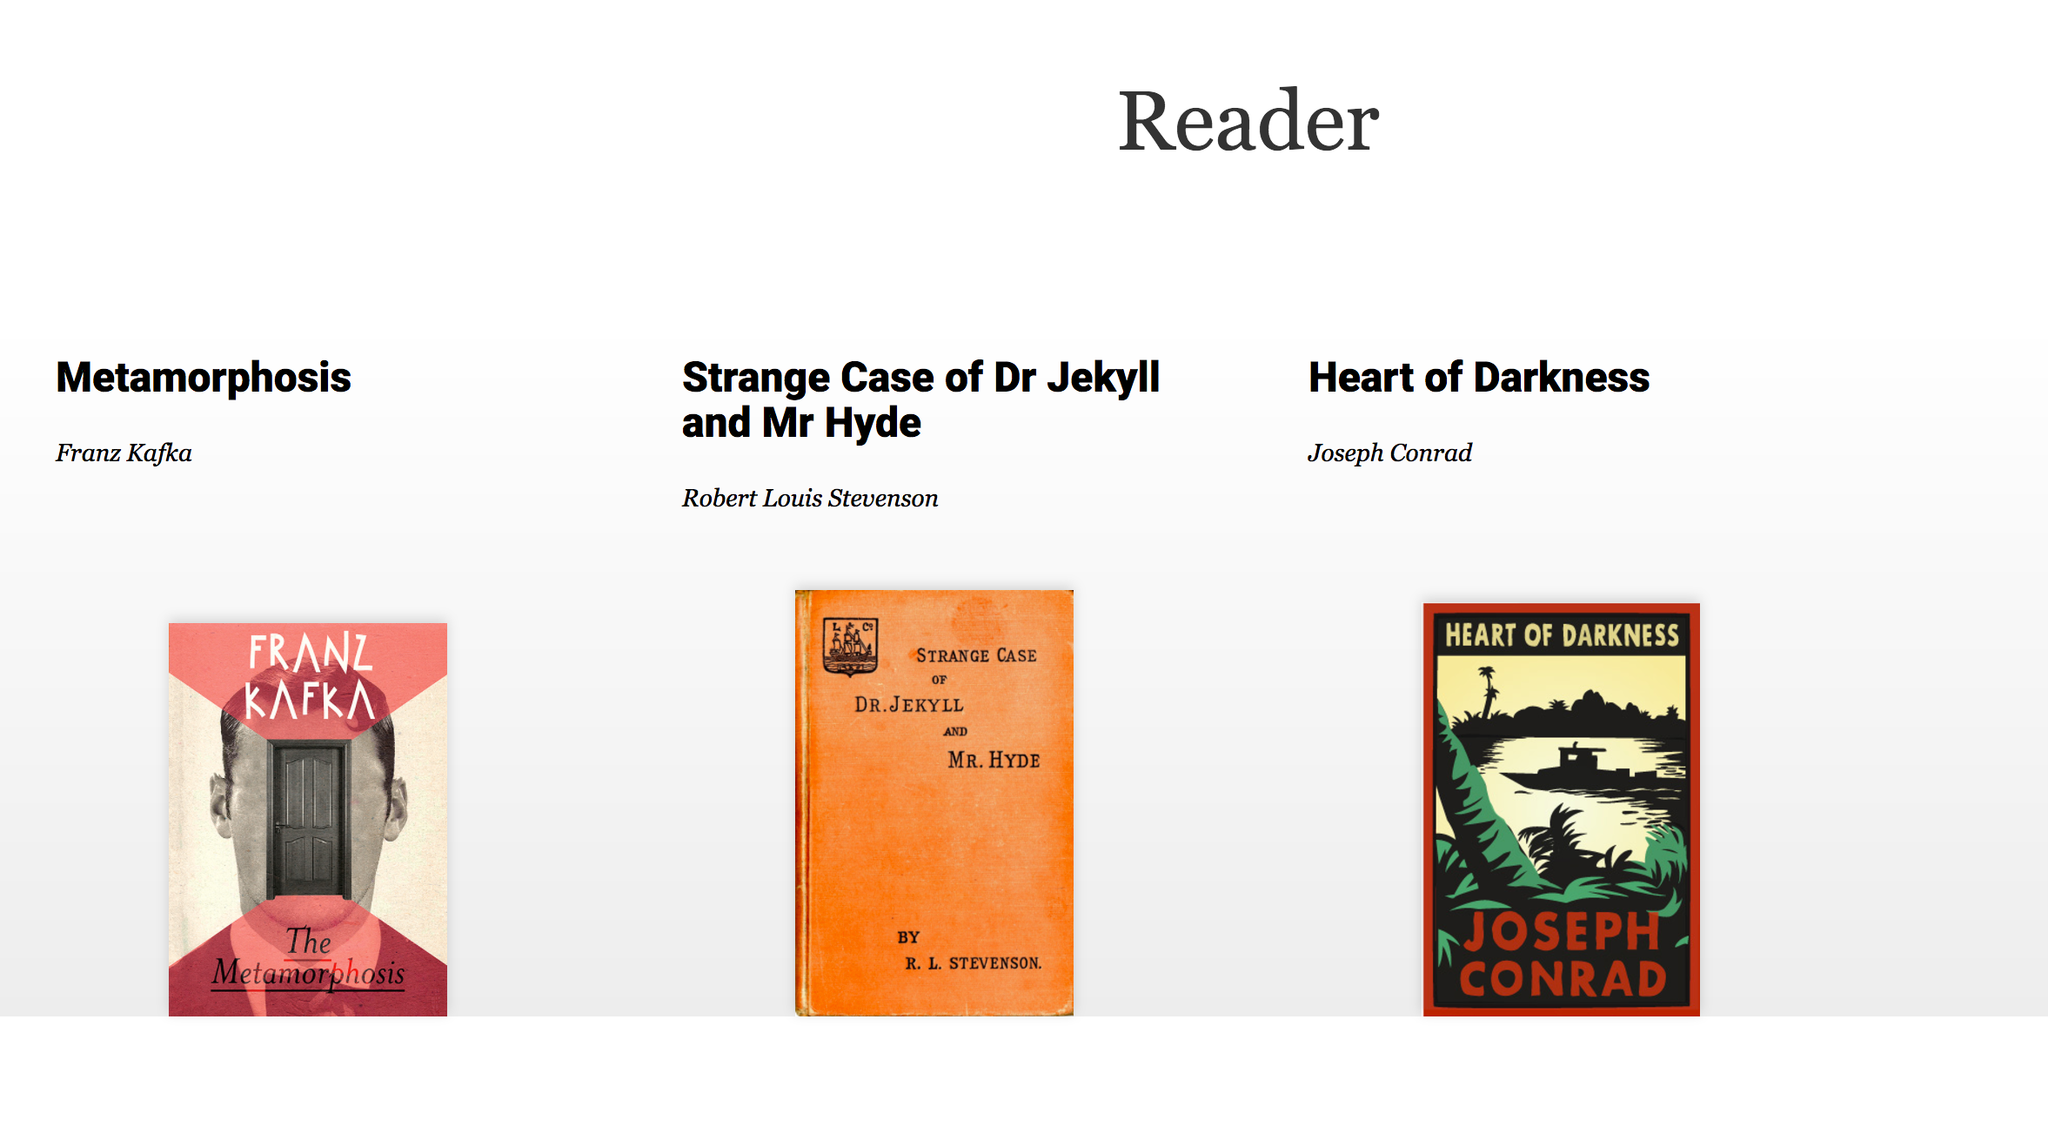 Reader
Metamorphosis
Franz Kafka
Strange Case of Dr Jekyll
and Mr Hyde
Robert Louis Stevenson
Heart of Darkness
Joseph Conrad
FRANZ
KAFKA
The
Metamorphosis
L Co
STRANGE CASE
OF
DR. JEKYLL
AND
MR. HYDE
BY
R. L. STEVENSON.
HEART OF DARKNESS
JOSEPH
CONRAD